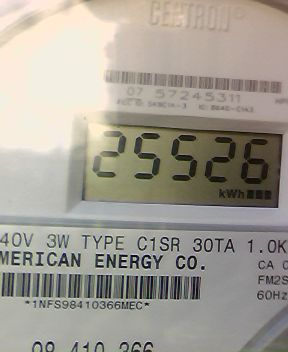 CENTRON®
07 57245311
25526
kWh
40V 3W TYPE C1SR 30TA 1.0K
MERICAN ENERGY CO.
CA 0
FM2S
60Hz
*1NFS98410366MEC*
98 410 366